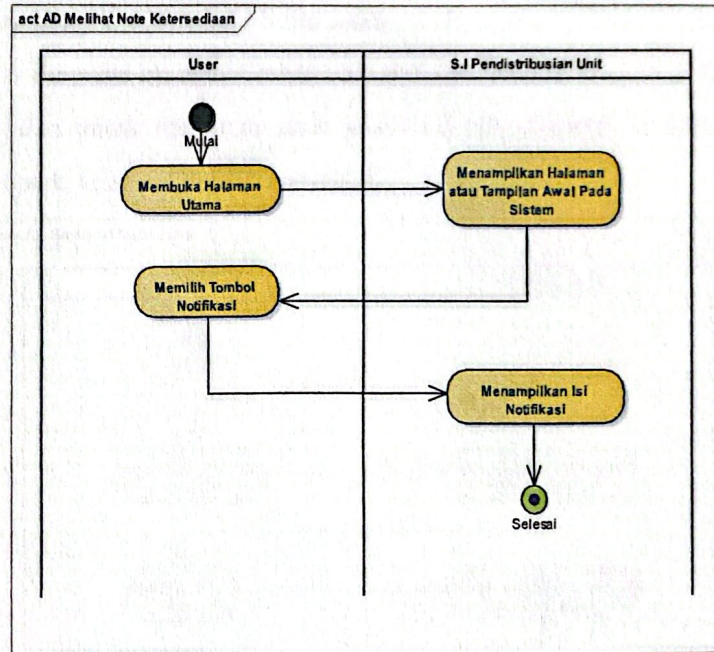 act AD Melihat Note Ketersediaan
User
S.I Pendistribusian Unit
Mulai
Membuka Halaman
Utama
Menampilkan Halaman
atau Tampilan Awal Pada
Sistem
Memilih Tombol
Notifikasi
Menampilkan Isi
Notifikasi
Selesai